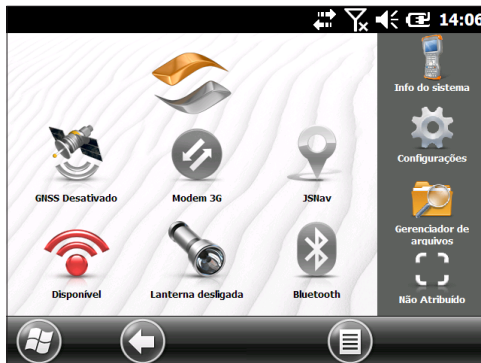 14:06
Info do sistema
GNSS Desativado
Modem 3G
JSNav
Configurações
Disponível
Lanterna desligada
Bluetooth
Gerenciador de
arquivos
Não Atribuído